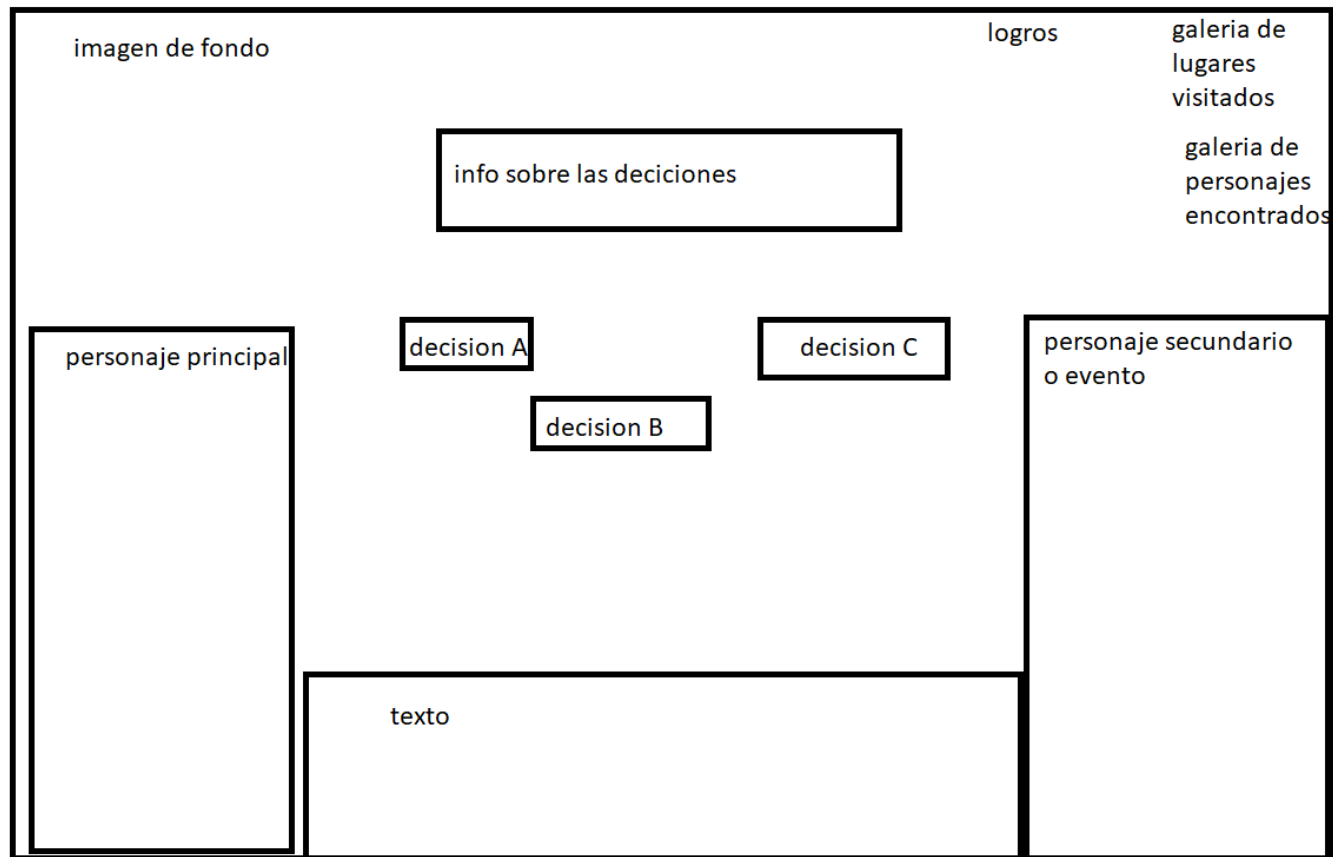 imagen de fondo
logros
galeria de
lugares
visitados
galeria de
personajes
encontrados
info sobre las deciciones
personaje principal
decision A
decision B
decision C
personaje secundario
o evento
texto